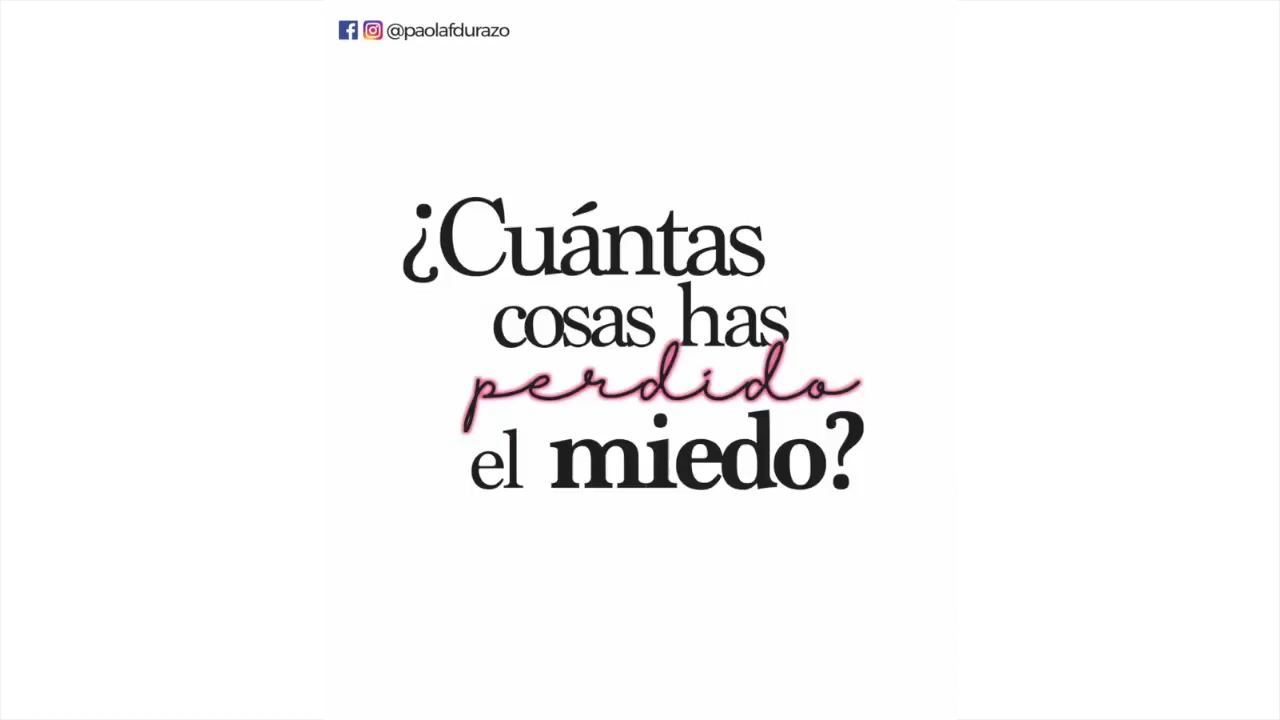 @paolafdurazo
¿Cuántas
cosas has
perdido
el miedo?